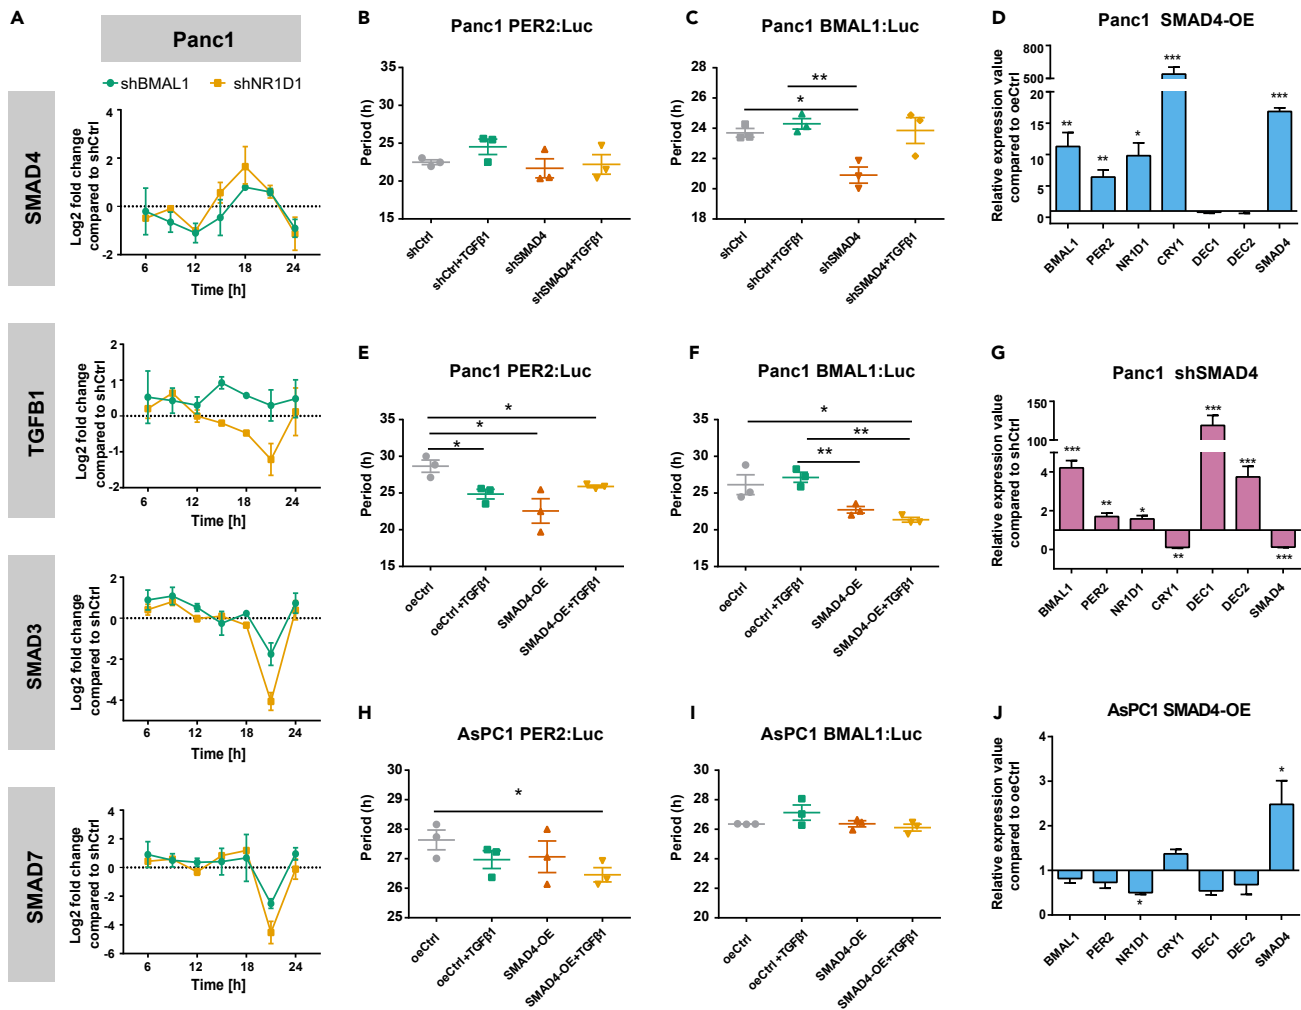 A
Panc1
shBMAL1
shNR1D1
SMAD4
Log2 fold change
compared to shCtrl
4
2
0
-2
6
12
18
24
Time [h]
TGFB1
Log2 fold change
compared to shCtrl
2
1
0
-1
-2
6
12
18
24
Time [h]
SMAD3
Log2 fold change
compared to shCtrl
2
0
-2
-4
6
12
18
24
Time [h]
SMAD7
Log2 fold change
compared to shCtrl
4
2
0
-2
-4
-6
6
12
18
24
Time [h]
B
Panc1 PER2:Luc
Period (h)
35
30
25
20
15
shCtrl
shCtrl+TGFβ1
shSMAD4
shSMAD4+TGFβ1
C
Panc1 BMAL1:Luc
Period (h)
28
26
24
22
20
18
**
*
shCtrl
shCtrl+TGFβ1
shSMAD4
shSMAD4+TGFβ1
D
Panc1 SMAD4-OE
Relative expression value
compared to oeCtrl
800
500
20
10
5
0
**
**
*
***
***
BMAL1
PER2
NR1D1
CRY1
DEC1
DEC2
SMAD4
E
Panc1 PER2:Luc
Period (h)
35
30
25
20
15
*
*
*
oeCtrl
oeCtrl+TGFβ1
SMAD4-OE
SMAD4-OE+TGFβ1
F
Panc1 BMAL1:Luc
Period (h)
35
30
25
20
15
*
**
**
oeCtrl
oeCtrl+TGFβ1
SMAD4-OE
SMAD4-OE+TGFβ1
G
Panc1 shSMAD4
Relative expression value
compared to shCtrl
150
100
4
2
0
***
**
*
**
***
***
***
BMAL1
PER2
NR1D1
CRY1
DEC1
DEC2
SMAD4
H
AsPC1 PER2:Luc
Period (h)
30
28
27
26
25
*
oeCtrl
oeCtrl+TGFβ1
SMAD4-OE
SMAD4-OE+TGFβ1
I
AsPC1 BMAL1:Luc
Period (h)
30
28
26
24
22
20
oeCtrl
oeCtrl+TGFβ1
SMAD4-OE
SMAD4-OE+TGFβ1
J
AsPC1 SMAD4-OE
Relative expression value
compared to oeCtrl
4
3
2
1
0
*
*
BMAL1
PER2
NR1D1
CRY1
DEC1
DEC2
SMAD4